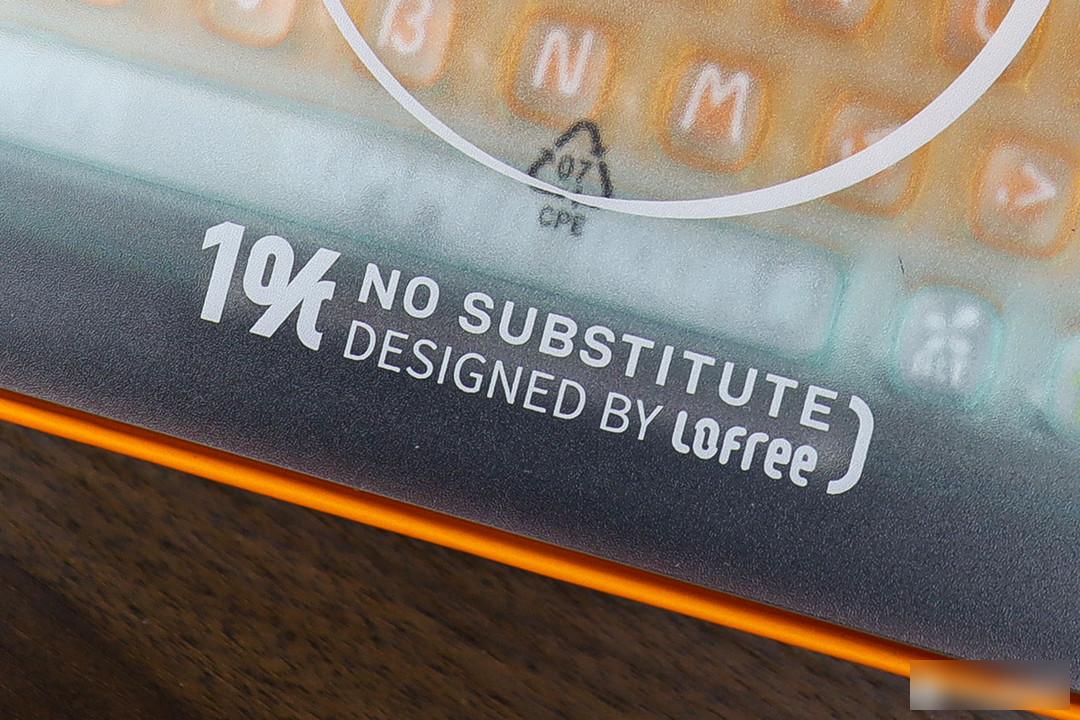 B
N
M
07
CPE
1%
NO SUBSTITUTE
DESIGNED BY LOFree